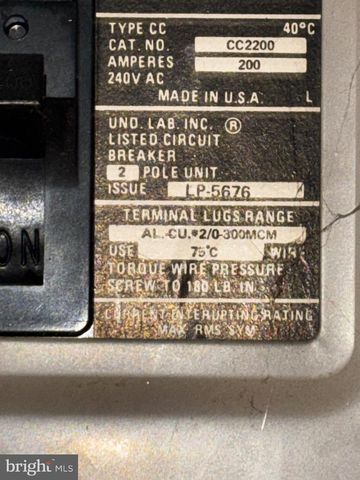 TYPE CC 40°C
CAT. NO. CC2200
AMPERES 200
240V AC
MADE IN U.S.A. L
UND. LAB. INC. ®
LISTED CIRCUIT
BREAKER
2 POLE UNIT
ISSUE LP-5676
TERMINAL LUGS RANGE
AL.-CU. #2/0-300MCM
USE 75°C WIRE
TORQUE WIRE PRESSURE
SCREW TO 180 LB. IN.
CURRENT INTERRUPTING RATING
MAX RMS SYM
ON
bright MLS